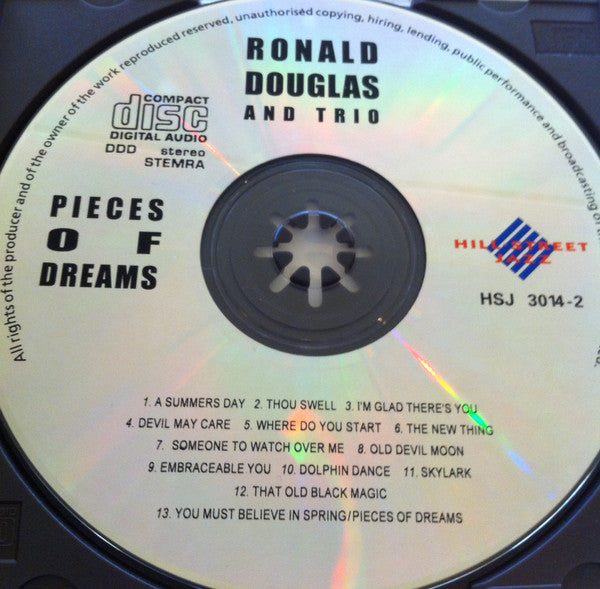 All rights of the producer and of the owner of the work reproduced reserved, unauthorised copying, hiring, lending, public performance and broadcasting of
RONALD
DOUGLAS
AND TRIO
COMPACT
disc
DIGITAL AUDIO
DDD stereo
STEMRA
PIECES
OF
DREAMS
HILL STREET
JAZZ
HSJ 3014-2
1. A SUMMERS DAY 2. THOU SWELL 3. I'M GLAD THERE'S YOU
4. DEVIL MAY CARE 5. WHERE DO YOU START 6. THE NEW THING
7. SOMEONE TO WATCH OVER ME 8. OLD DEVIL MOON
9. EMBRACEABLE YOU 10. DOLPHIN DANCE 11. SKYLARK
12. THAT OLD BLACK MAGIC
13. YOU MUST BELIEVE IN SPRING/PIECES OF DREAMS